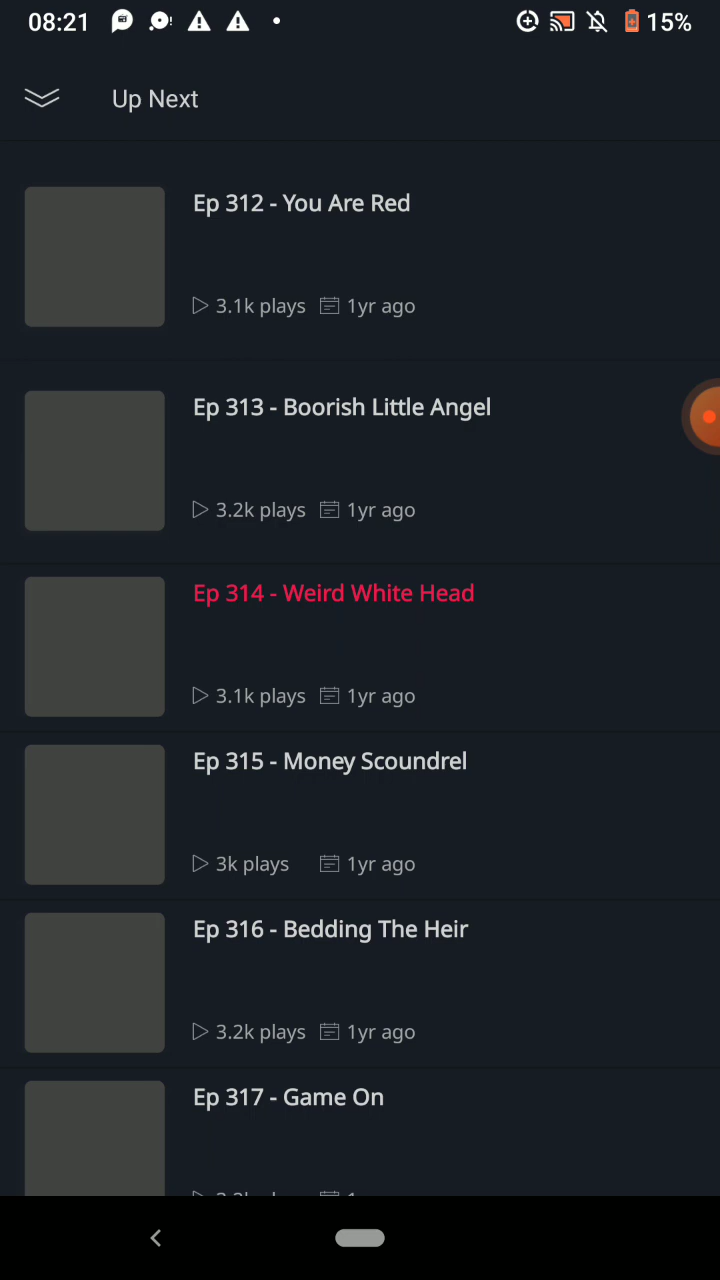 08:21
15%
Up Next
Ep 312 - You Are Red
3.1k plays 1yr ago
Ep 313 - Boorish Little Angel
3.2k plays 1yr ago
Ep 314 - Weird White Head
3.1k plays 1yr ago
Ep 315 - Money Scoundrel
3k plays 1yr ago
Ep 316 - Bedding The Heir
3.2k plays 1yr ago
Ep 317 - Game On